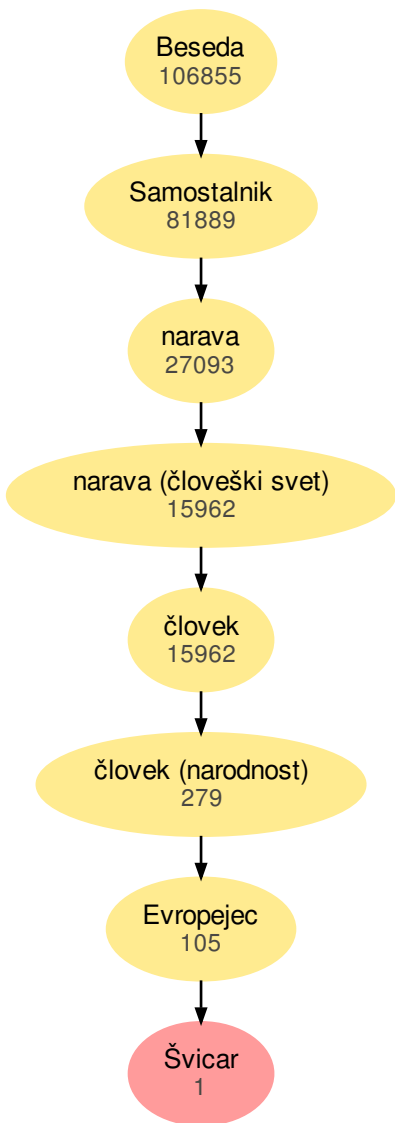 Beseda
106855
Samostalnik
81889
narava
27093
narava (človeški svet)
15962
človek
15962
človek (narodnost)
279
Evropejec
105
Švicar
1